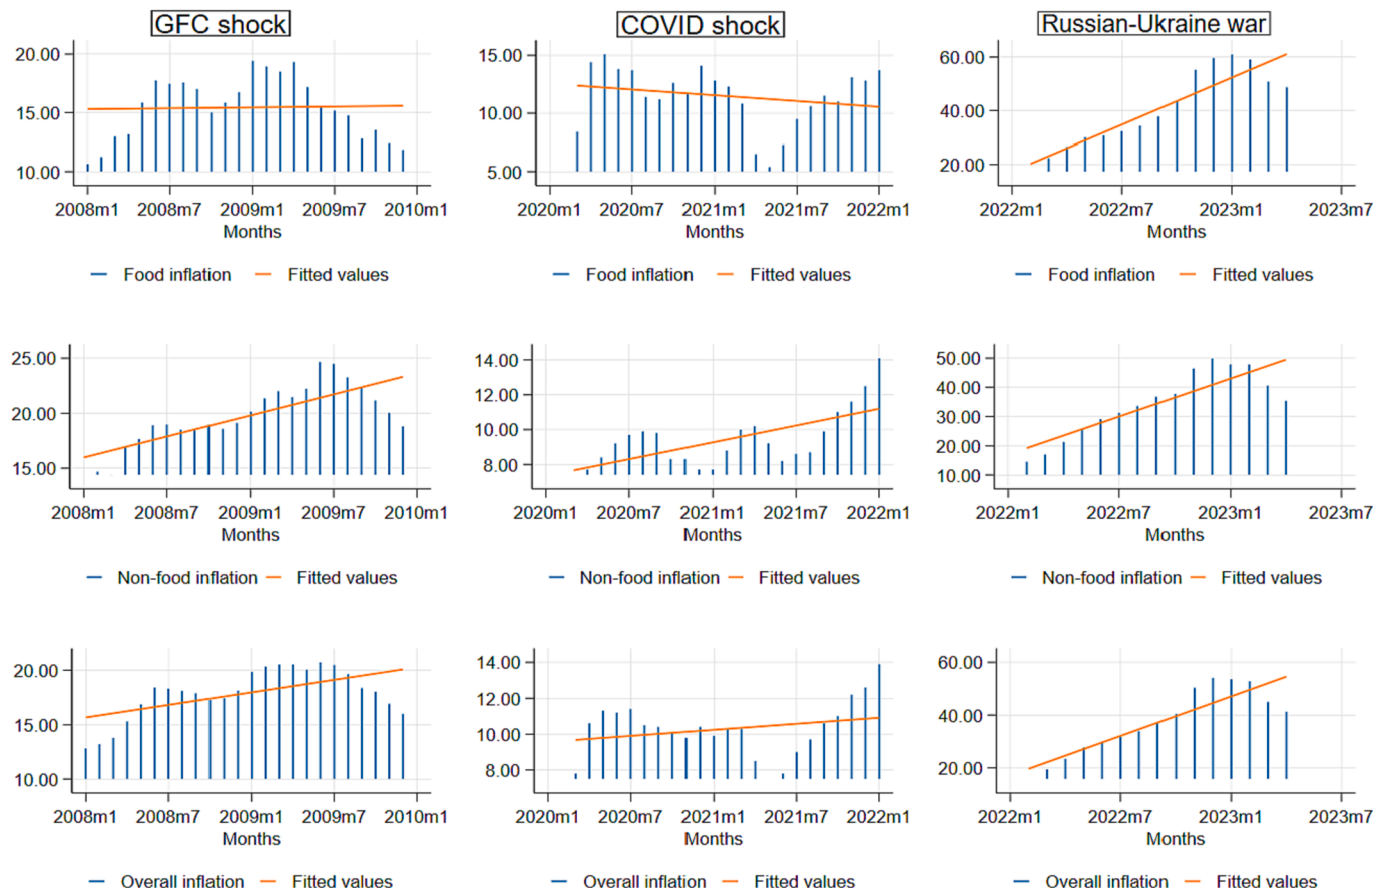 GFC shock
COVID shock
Russian-Ukraine war
20.00
15.00
10.00
2008m1 2008m7 2009m1 2009m7 2010m1
Months
Food inflation Fitted values
15.00
10.00
5.00
2020m1 2020m7 2021m1 2021m7 2022m1
Months
Food inflation Fitted values
60.00
40.00
20.00
2022m1 2022m7 2023m1 2023m7
Months
Food inflation Fitted values
25.00
20.00
15.00
2008m1 2008m7 2009m1 2009m7 2010m1
Months
Non-food inflation Fitted values
14.00
12.00
10.00
8.00
2020m1 2020m7 2021m1 2021m7 2022m1
Months
Non-food inflation Fitted values
50.00
40.00
30.00
20.00
10.00
2022m1 2022m7 2023m1 2023m7
Months
Non-food inflation Fitted values
20.00
15.00
10.00
2008m1 2008m7 2009m1 2009m7 2010m1
Months
Overall inflation Fitted values
14.00
12.00
10.00
8.00
2020m1 2020m7 2021m1 2021m7 2022m1
Months
Overall inflation Fitted values
60.00
40.00
20.00
2022m1 2022m7 2023m1 2023m7
Months
Overall inflation Fitted values